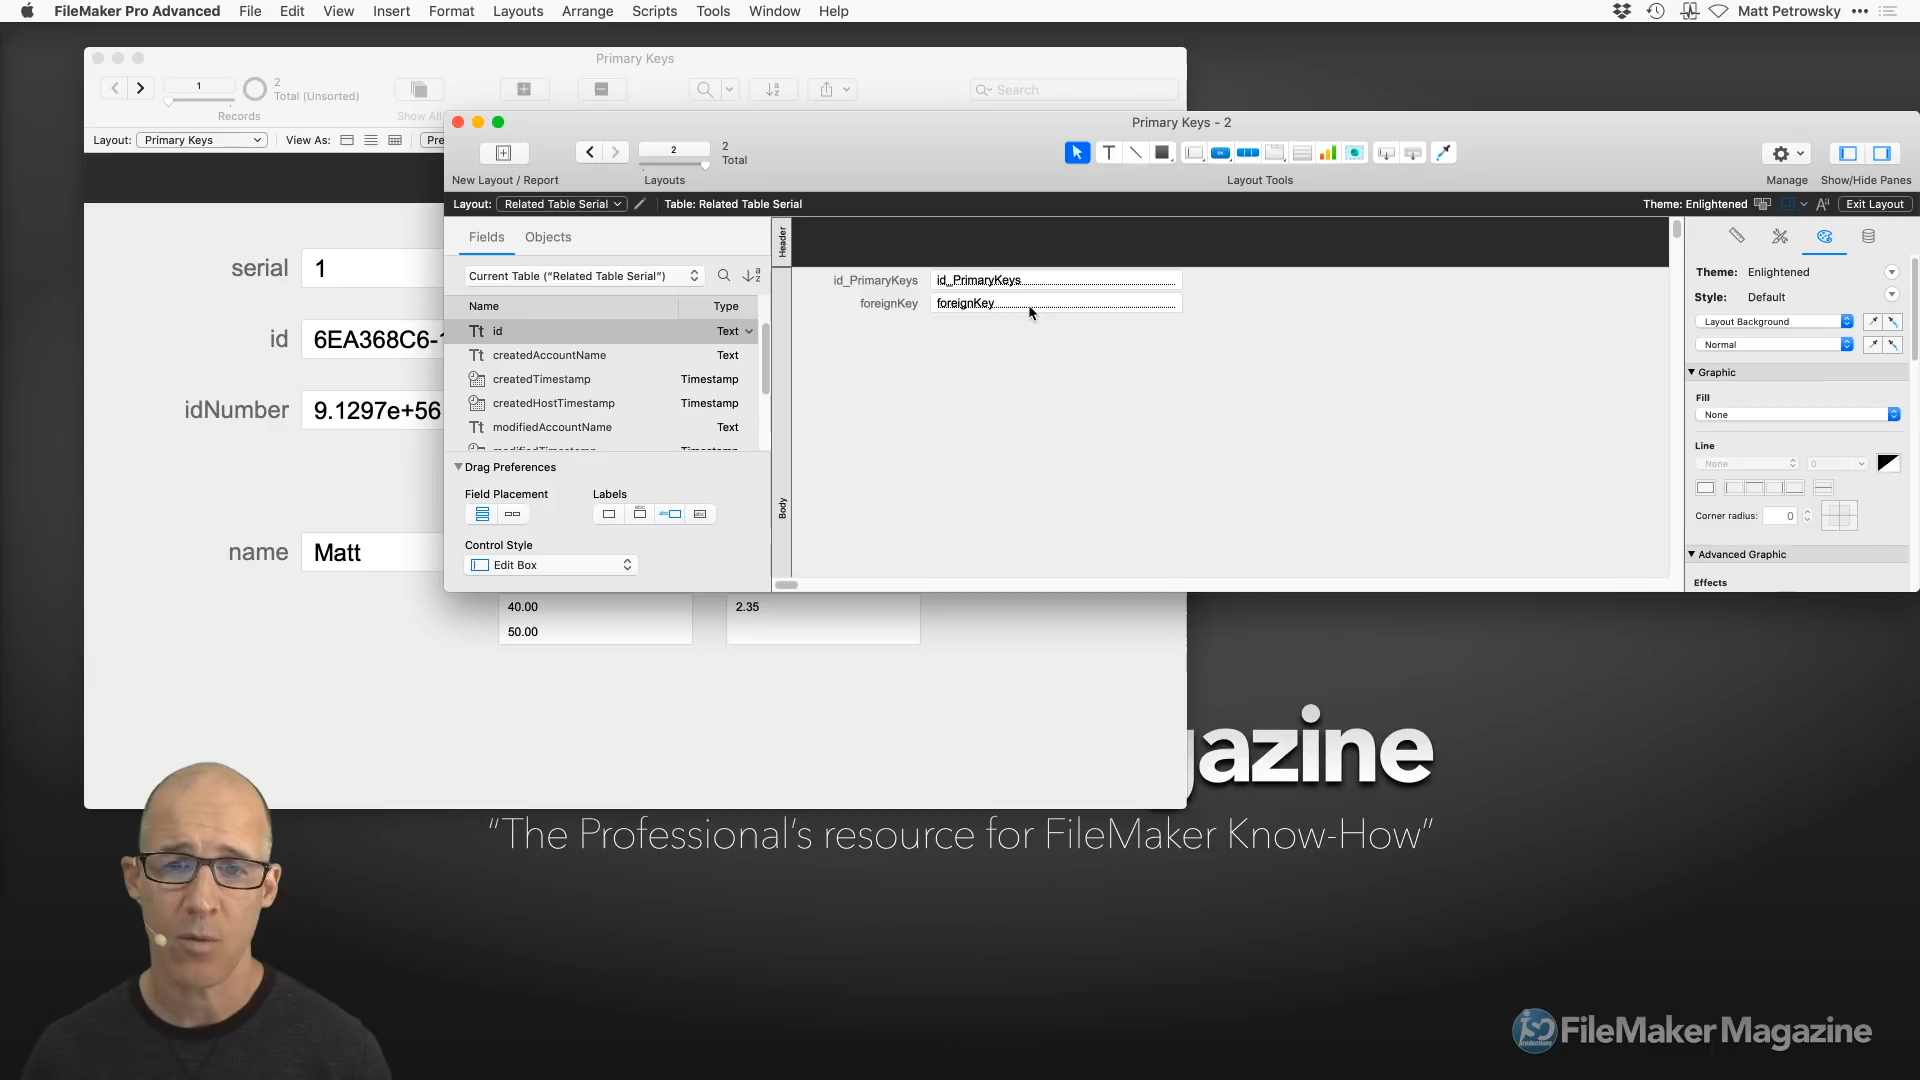 FileMaker Pro Advanced File Edit View Insert Format Layouts Arrange Scripts Tools Window Help Matt Petrowsky
Primary Keys
1
2
Total (Unsorted)
Records
Show All
Search
Layout: Primary Keys View As: Pre
serial 1
id 6EA368C6-1
idNumber 9.1297e+56
name Matt
40.00
50.00
2.35
Primary Keys - 2
2
2
Total
New Layout / Report Layouts Layout Tools Manage Show/Hide Panes
Layout: Related Table Serial Table: Related Table Serial Theme: Enlightened Exit Layout
Fields Objects
Current Table (“Related Table Serial”)
Name Type
id Text
createdAccountName Text
createdTimestamp Timestamp
createdHostTimestamp Timestamp
modifiedAccountName Text
modifiedTimestamp Timestamp
Drag Preferences
Field Placement Labels
Control Style
Edit Box
Header
Body
id_PrimaryKeys id_PrimaryKeys
foreignKey foreignKey
Theme: Enlightened
Style: Default
Layout Background
Normal
Graphic
Fill
None
Line
None 0
Corner radius: 0
Advanced Graphic
Effects
gazine
“The Professional’s resource for FileMaker Know-How”
FileMaker Magazine